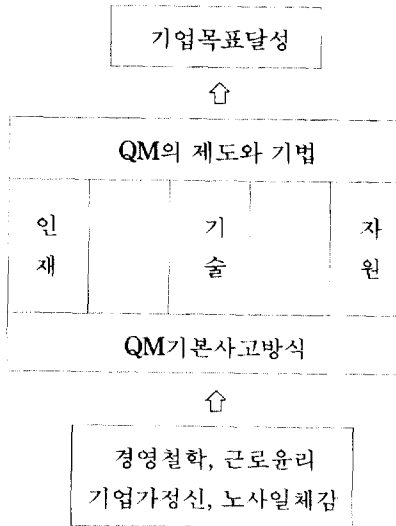 기업목표달성
QM의 제도와 기법
인 기 자
재 술 원
QM기본사고방식
경영철학, 근로윤리
기업가정신, 노사일체감